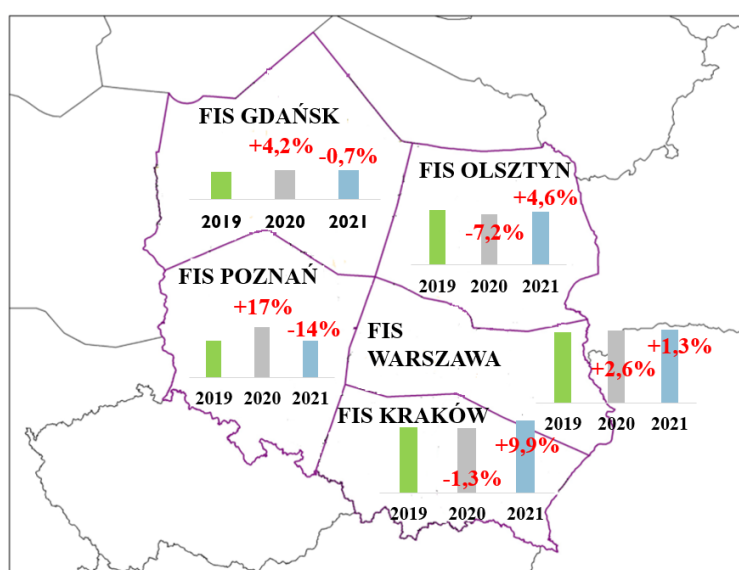 FIS GDAŃSK
+4,2%
-0,7%
2019 2020 2021
FIS OLSZTYN
+4,6%
-7,2%
2019 2020 2021
FIS POZNAŃ
+17%
-14%
2019 2020 2021
FIS
WARSZAWA
+1,3%
+2,6%
2019 2020 2021
FIS KRAKÓW
+9,9%
-1,3%
2019 2020 2021